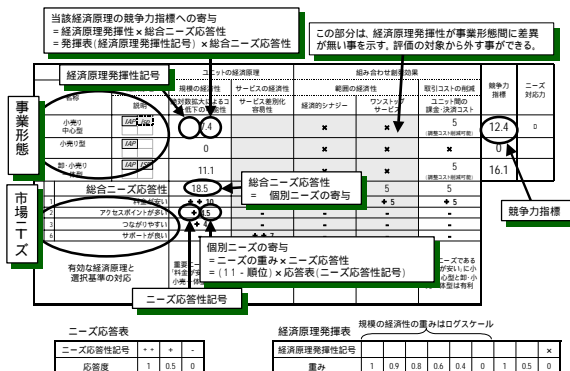 当該経済原理の競争力指標への寄与
=経済原理発揮性×総合ニーズ応答性
=発揮表(経済原理発揮性記号)×総合ニーズ応答性
この部分は、経済原理発揮性が事業形態間に差異
が無い事を示す。評価の対象から外す事ができる。
経済原理発揮性記号
ユニットの経済原理
組み合わせ創造効果
規模の経済性
サービスの経済性
範囲の経済性
取引コストの削減
競争力
指標
ニーズ
対応力
名称
説明
サービス差別化
容易性
経済的シナジー
ワンストップ
サービス
ユニット間の
課金・決済コスト
事業形態
小売り
中心型
IAP
7.4
×
×
5
(調整コスト削減可能)
12.4
D
小売り型
IAP
0
×
×
×
0
卸・小売り
一体型
IAP
11.1
×
×
5
(調整コスト削減可能)
16.1
市場ニーズ
総合ニーズ応答性
18.5
5
5
総合ニーズ応答性
= 個別ニーズの寄与
競争力指標
1
料金が安い
++ 10
+ 5
+ 5
2
アクセスポイントが多い
-
-
-
3
つながりやすい
-
-
-
6
サポートが良い
-
-
-
有効な経済原理と
選択基準の対応
個別ニーズの寄与
=ニーズの重み×ニーズ応答性
=(11-順位)×応答表(ニーズ応答性記号)
ニーズ応答性記号
ニーズ応答表
ニーズ応答性記号 ++ + -
応答度 1 0.5 0
経済原理発揮表
規模の経済性の重みはログスケール
経済原理発揮性記号 ×
重み 1 0.9 0.8 0.6 0.4 0 1 0.5 0